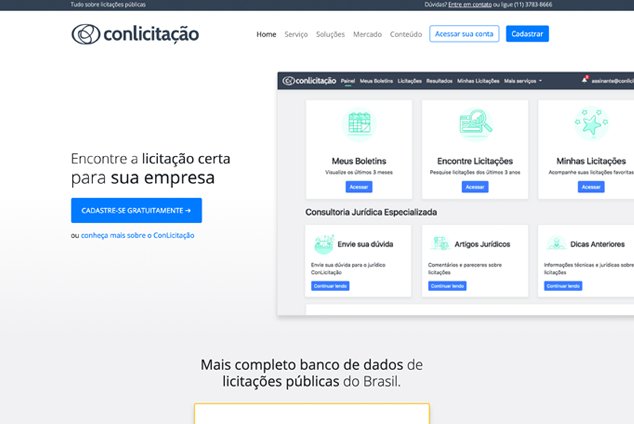 Tudo sobre licitações públicas
Dúvidas? Entre em contato ou ligue (11) 3783-8666
conlicitação
Home Serviço Soluções Mercado Conteúdo Acessar sua conta Cadastrar
Encontre a licitação certa
para sua empresa
CADASTRE-SE GRATUITAMENTE →
ou conheça mais sobre o ConLicitação
conlicitação Painel Meus Boletins Licitações Resultados Minhas Licitações Mais serviços assinante@conlici
Meus Boletins
Visualize os últimos 3 meses
Acessar
Encontre Licitações
Pesquise licitações dos últimos 3 anos
Acessar
Minhas Licitações
Acompanhe suas licitações favoritas
Acessar
Consultoria Jurídica Especializada
Envie sua dúvida
Envie sua dúvida para o jurídico
ConLicitação
Continuar lendo
Artigos Jurídicos
Comentários e pareceres sobre
licitações
Continuar lendo
Dicas Anteriores
Informações técnicas e jurídicas sobre
licitações
Continuar lendo
Mais completo banco de dados de
licitações públicas do Brasil.